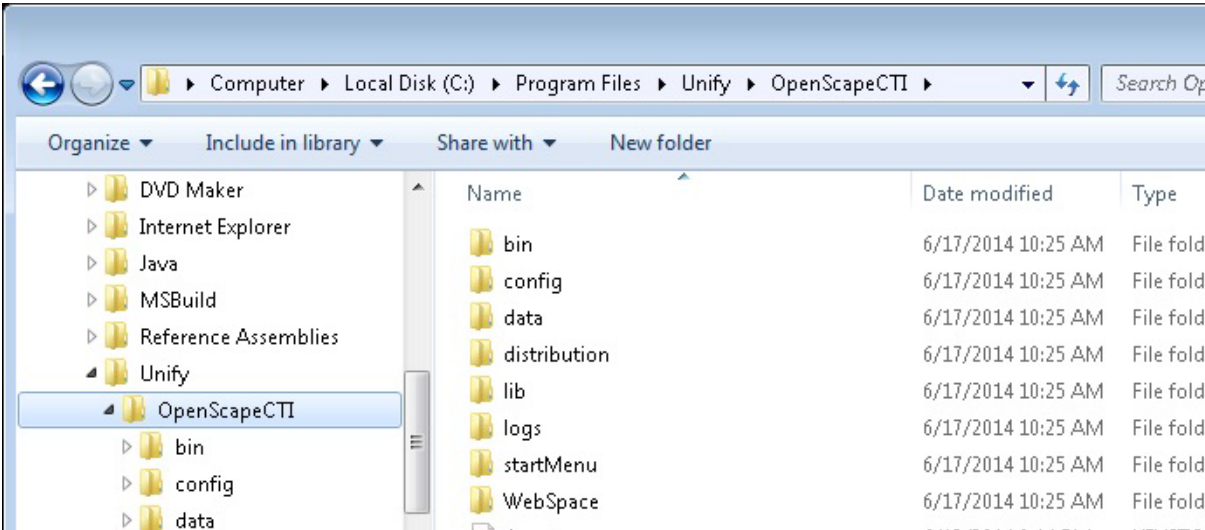 Computer Local Disk (C:) Program Files Unify OpenScapeCTI Search Op
Organize Include in library Share with New folder
DVD Maker
Internet Explorer
Java
MSBuild
Reference Assemblies
Unify
OpenScapeCTI
bin
config
data
Name Date modified Type
bin 6/17/2014 10:25 AM File fold
config 6/17/2014 10:25 AM File fold
data 6/17/2014 10:25 AM File fold
distribution 6/17/2014 10:25 AM File fold
lib 6/17/2014 10:25 AM File fold
logs 6/17/2014 10:25 AM File fold
startMenu 6/17/2014 10:25 AM File fold
WebSpace 6/17/2014 10:25 AM File fold